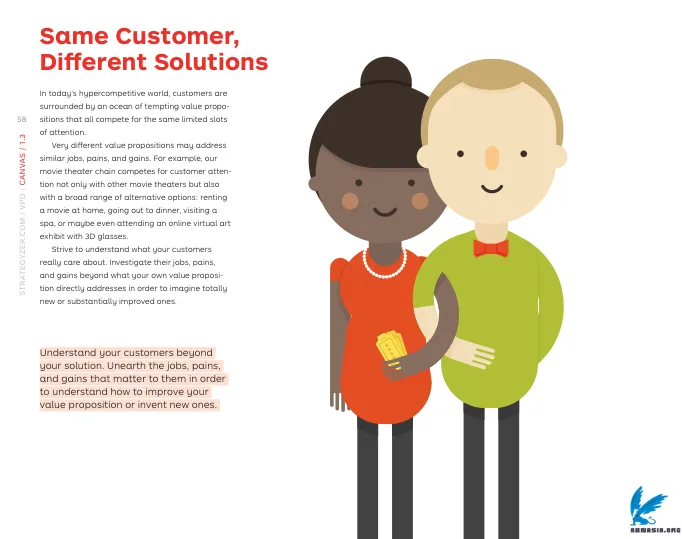 Same Customer,
Different Solutions
In today's hypercompetitive world, customers are
surrounded by an ocean of tempting value propo-
sitions that all compete for the same limited slots
of attention.
Very different value propositions may address
similar jobs, pains, and gains. For example, our
movie theater chain competes for customer atten-
tion not only with other movie theaters but also
with a broad range of alternative options: renting
a movie at home, going out to dinner, visiting a
spa, or maybe even attending an online virtual art
exhibit with 3D glasses.
Strive to understand what your customers
really care about. Investigate their jobs, pains,
and gains beyond what your own value proposi-
tion directly addresses in order to imagine totally
new or substantially improved ones.
Understand your customers beyond
your solution. Unearth the jobs, pains,
and gains that matter to them in order
to understand how to improve your
value proposition or invent new ones.
58
STRATEGYZER.COM / VPD / CANVAS / 1.3
ARNASIA.ORG